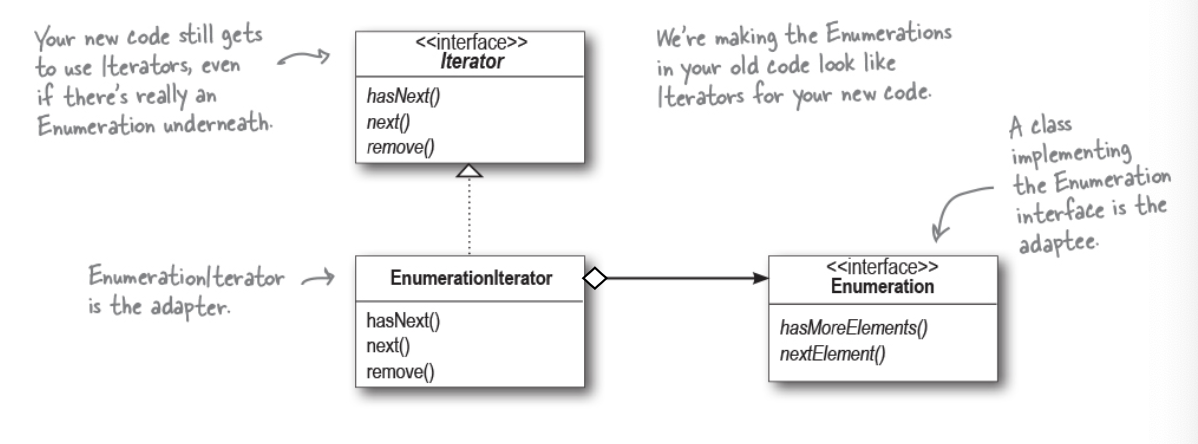 Your new code still gets
to use Iterators, even
if there's really an
Enumeration underneath.
<<interface>>
Iterator
hasNext()
next()
remove()
We're making the Enumerations
in your old code look like
Iterators for your new code.
A class
implementing
the Enumeration
interface is the
adaptee.
EnumerationIterator
is the adapter.
EnumerationIterator
hasNext()
next()
remove()
<<interface>>
Enumeration
hasMoreElements()
nextElement()